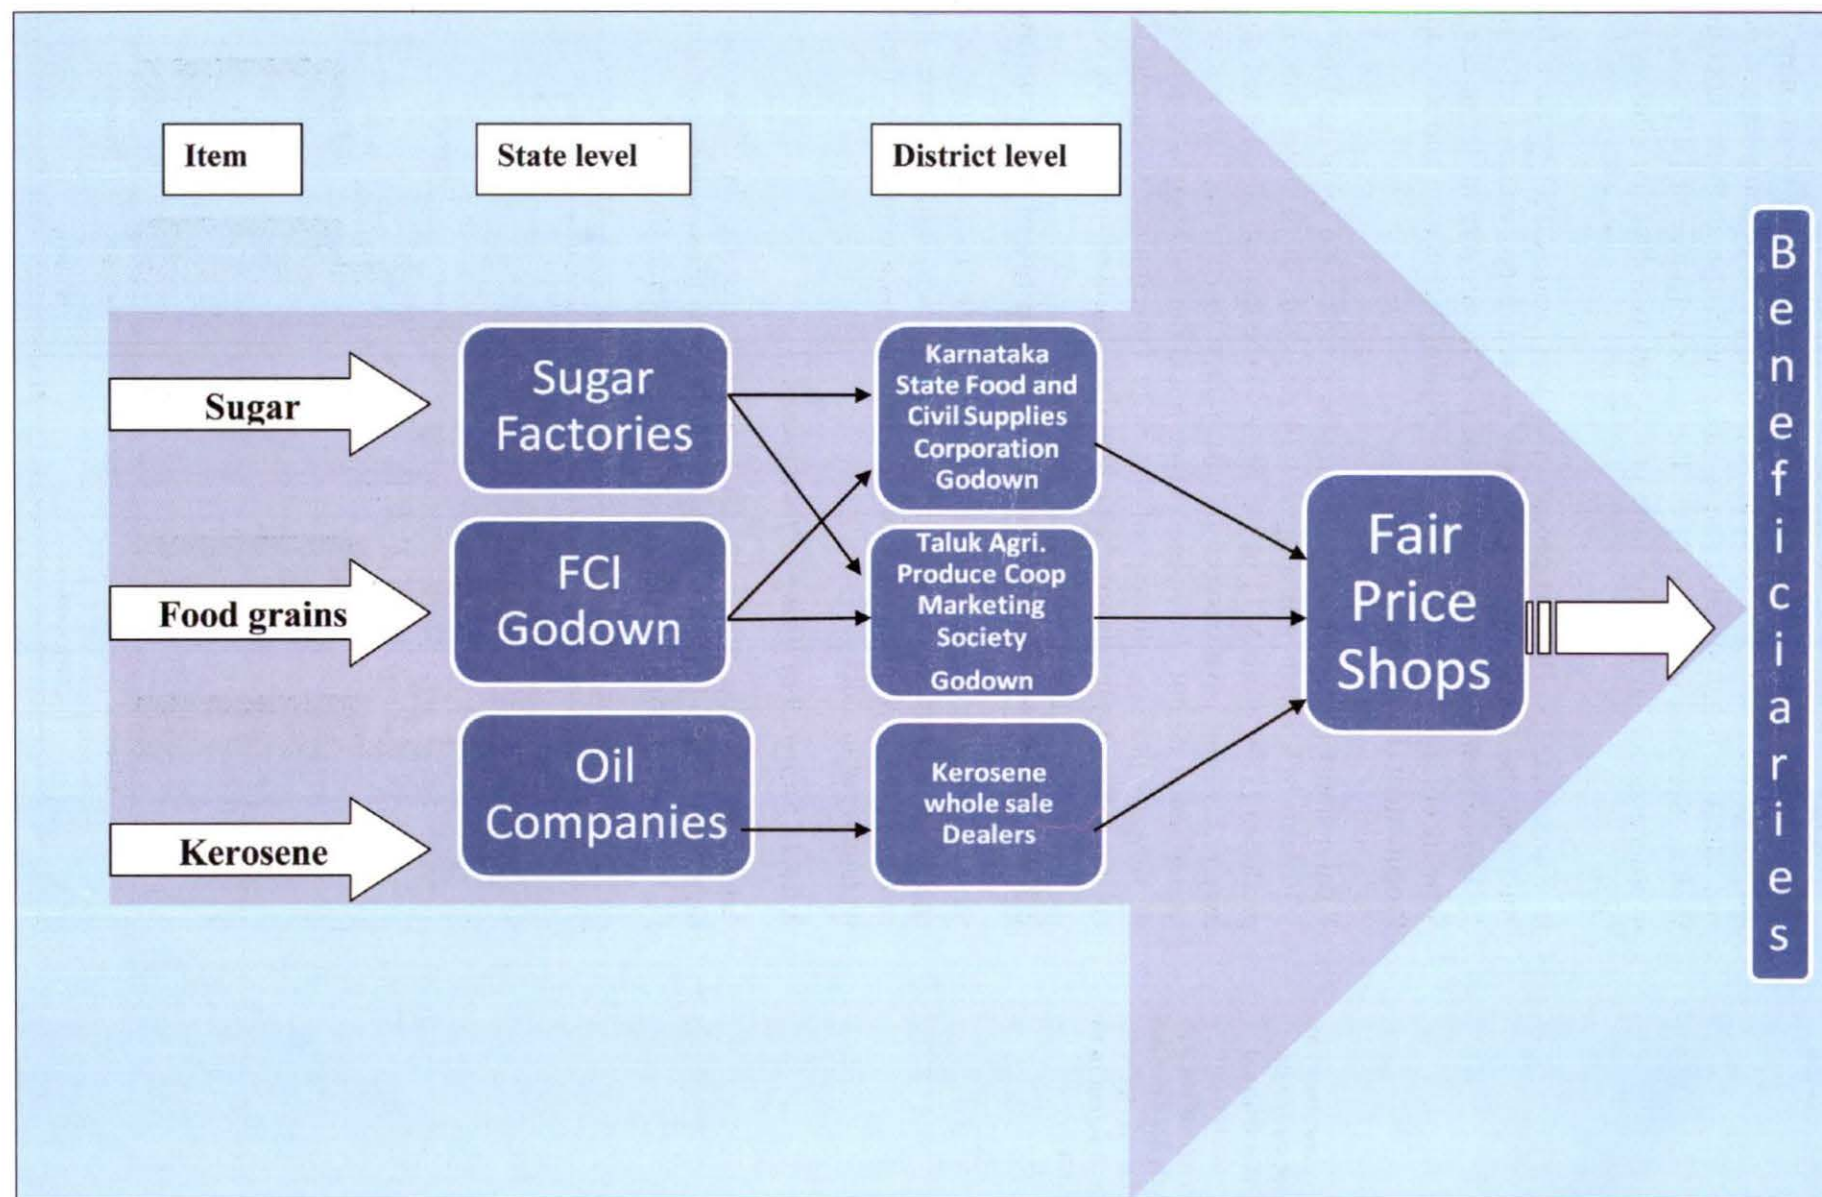 Item
State level
District level
Sugar
Sugar
Factories
Karnataka
State Food and
Civil Supplies
Corporation
Godown
Food grains
FCI
Godown
Taluk Agri.
Produce Coop
Marketing
Society
Godown
Kerosene
Oil
Companies
Kerosene
whole sale
Dealers
Fair
Price
Shops
Beneficiaries